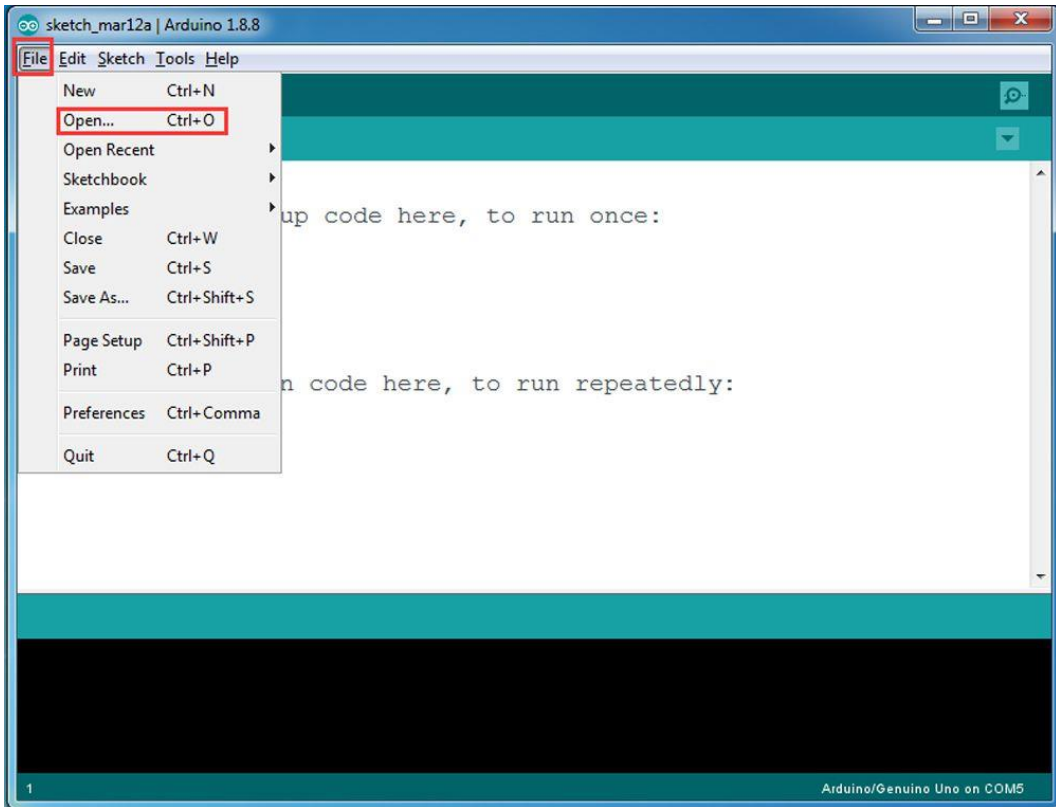 sketch_mar12a | Arduino 1.8.8
File Edit Sketch Tools Help
New Ctrl+N
Open... Ctrl+O
Open Recent
Sketchbook
Examples
up code here, to run once:
Close Ctrl+W
Save Ctrl+S
Save As... Ctrl+Shift+S
Page Setup Ctrl+Shift+P
Print Ctrl+P
n code here, to run repeatedly:
Preferences Ctrl+Comma
Quit Ctrl+Q
1 Arduino/Genuino Uno on COM5